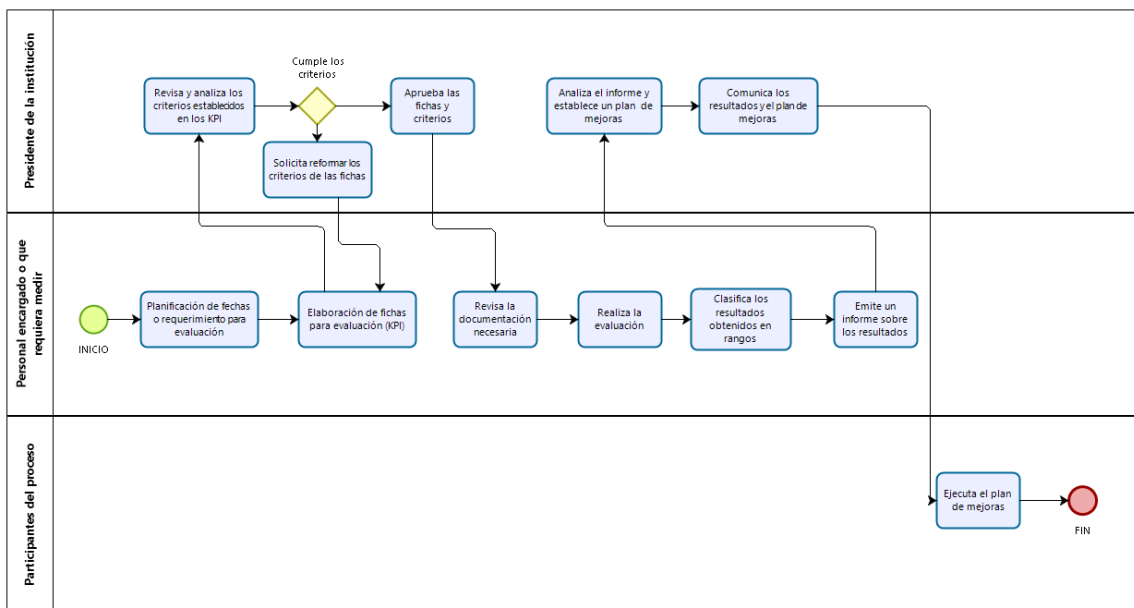 Presidente de la institución
Cumple los
criterios
Revisa y analiza los
criterios establecidos
en los KPI
Aprueba las
fichas y
criterios
Analiza el informe y
establece un plan de
mejoras
Comunica los
resultados y el plan de
mejoras
Solicita reformar los
criterios de las fichas
Personal encargado o que
requiera medir
INICIO
Planificación de fechas
o requerimiento para
evaluación
Elaboración de fichas
para evaluación (KPI)
Revisa la
documentación
necesaria
Realiza la
evaluación
Clasifica los
resultados
obtenidos en
rangos
Emite un
informe sobre
los resultados
Participantes del proceso
Ejecuta el plan
de mejoras
FIN